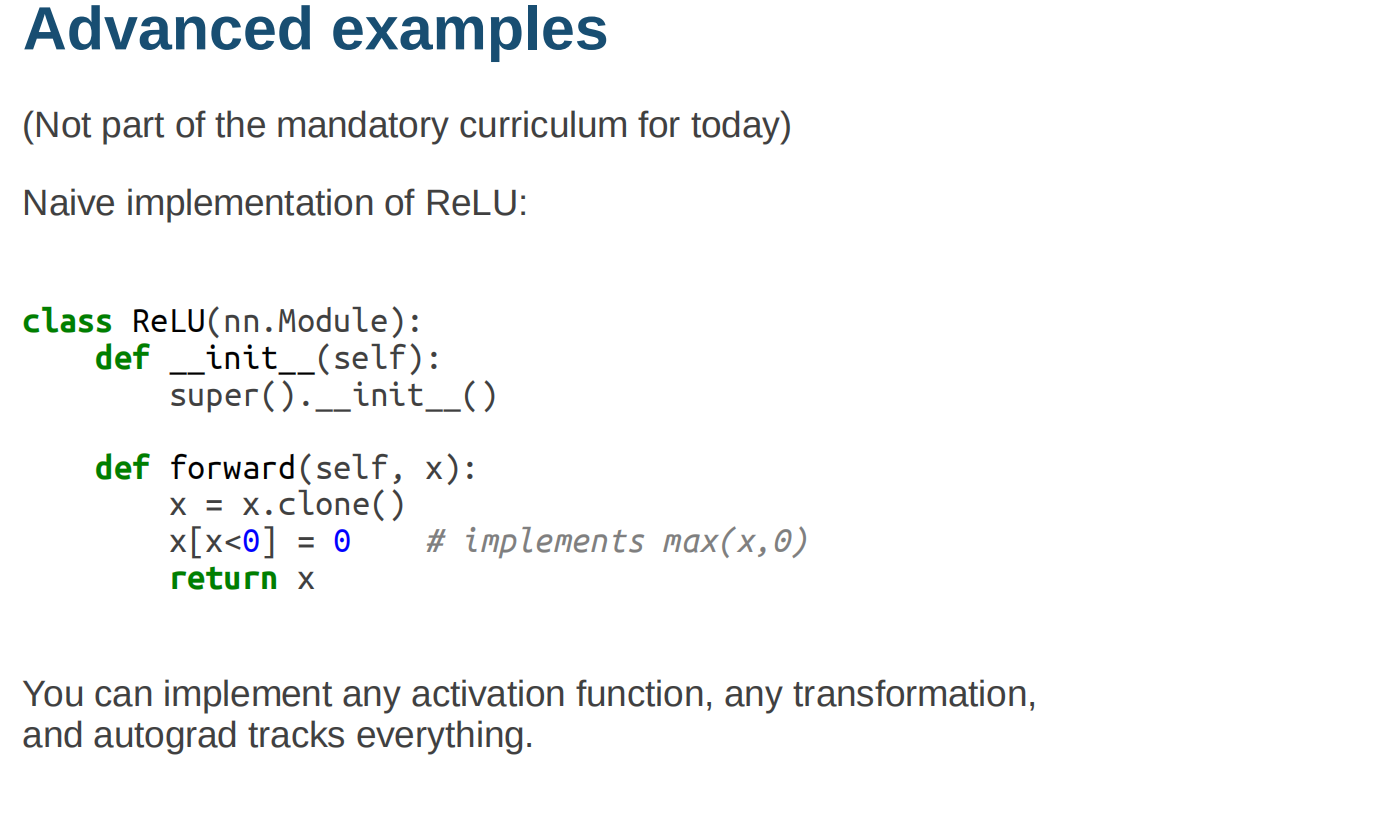 Advanced examples
(Not part of the mandatory curriculum for today)
Naive implementation of ReLU:
class ReLU(nn.Module):
    def __init__(self):
        super().__init__()
    def forward(self, x):
        x = x.clone()
        x[x<0] = 0    # implements max(x,0)
        return x
You can implement any activation function, any transformation,
and autograd tracks everything.